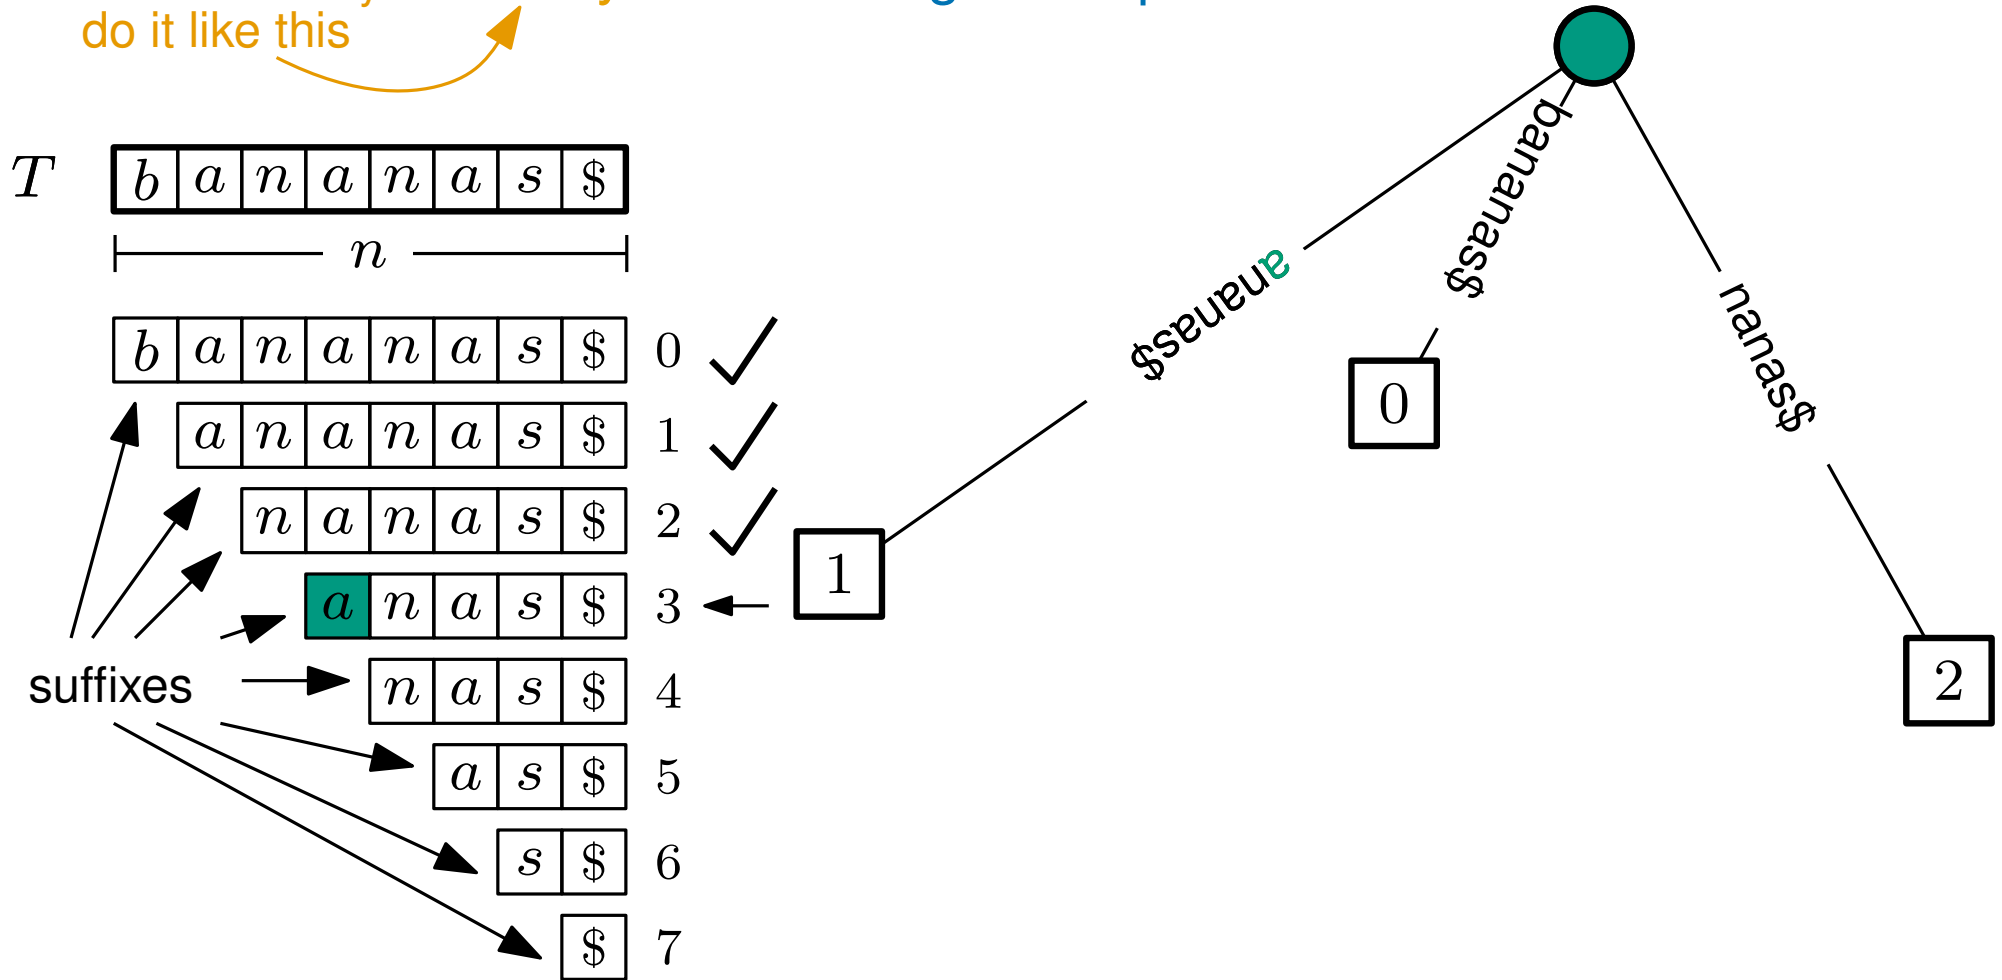 do it like this
T b a n a n a s $
n
b a n a n a s $ 0
a n a n a s $ 1
n a n a s $ 2
a n a s $ 3
suffixes
n a s $ 4
a s $ 5
s $ 6
$ 7
ananas$
bananas$
nanas$
0
1
2